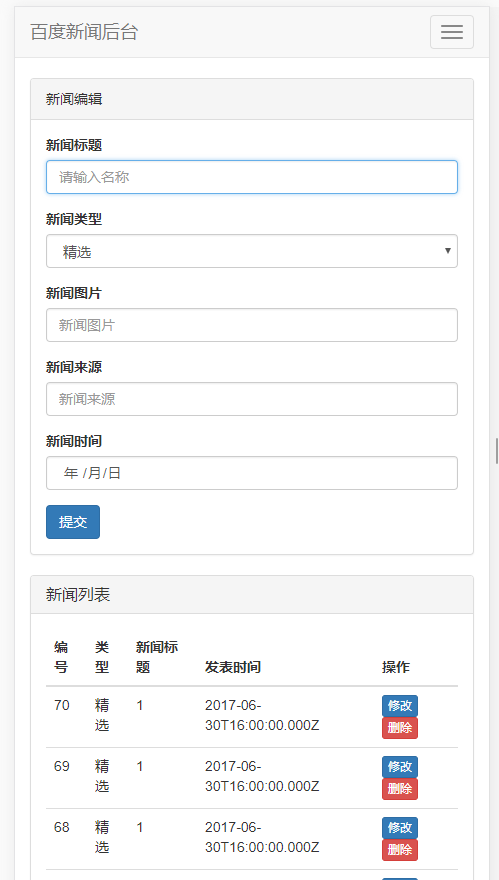 百度新闻后台
新闻编辑
新闻标题
请输入名称
新闻类型
精选
新闻图片
新闻图片
新闻来源
新闻来源
新闻时间
年 /月/日
提交
新闻列表
编号 类型 新闻标题 发表时间 操作
70 精选 1 2017-06-30T16:00:00.000Z 修改 删除
69 精选 1 2017-06-30T16:00:00.000Z 修改 删除
68 精选 1 2017-06-30T16:00:00.000Z 修改 删除